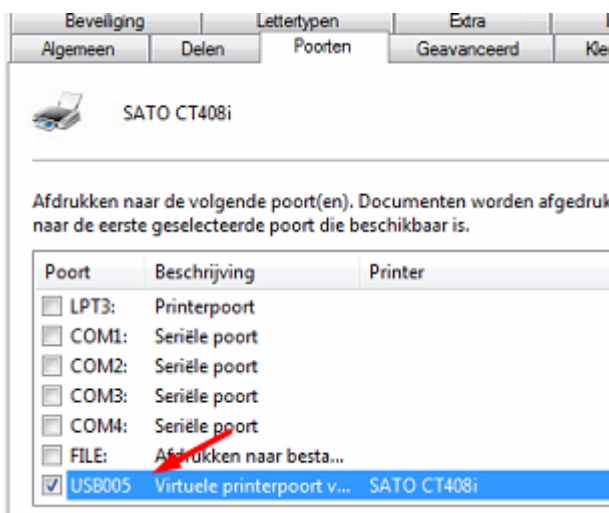 Beveiliging Lettertypen Extra
Algemeen Delen Poorten Geavanceerd Kle
SATO CT408i
Afdrukken naar de volgende poort(en). Documenten worden afgedruk
naar de eerste geselecteerde poort die beschikbaar is.
Poort Beschrijving Printer
LPT3: Printerpoort
COM1: Seriële poort
COM2: Seriële poort
COM3: Seriële poort
COM4: Seriële poort
FILE: Afdrukken naar besta...
USB005 Virtuele printerpoort v... SATO CT408i